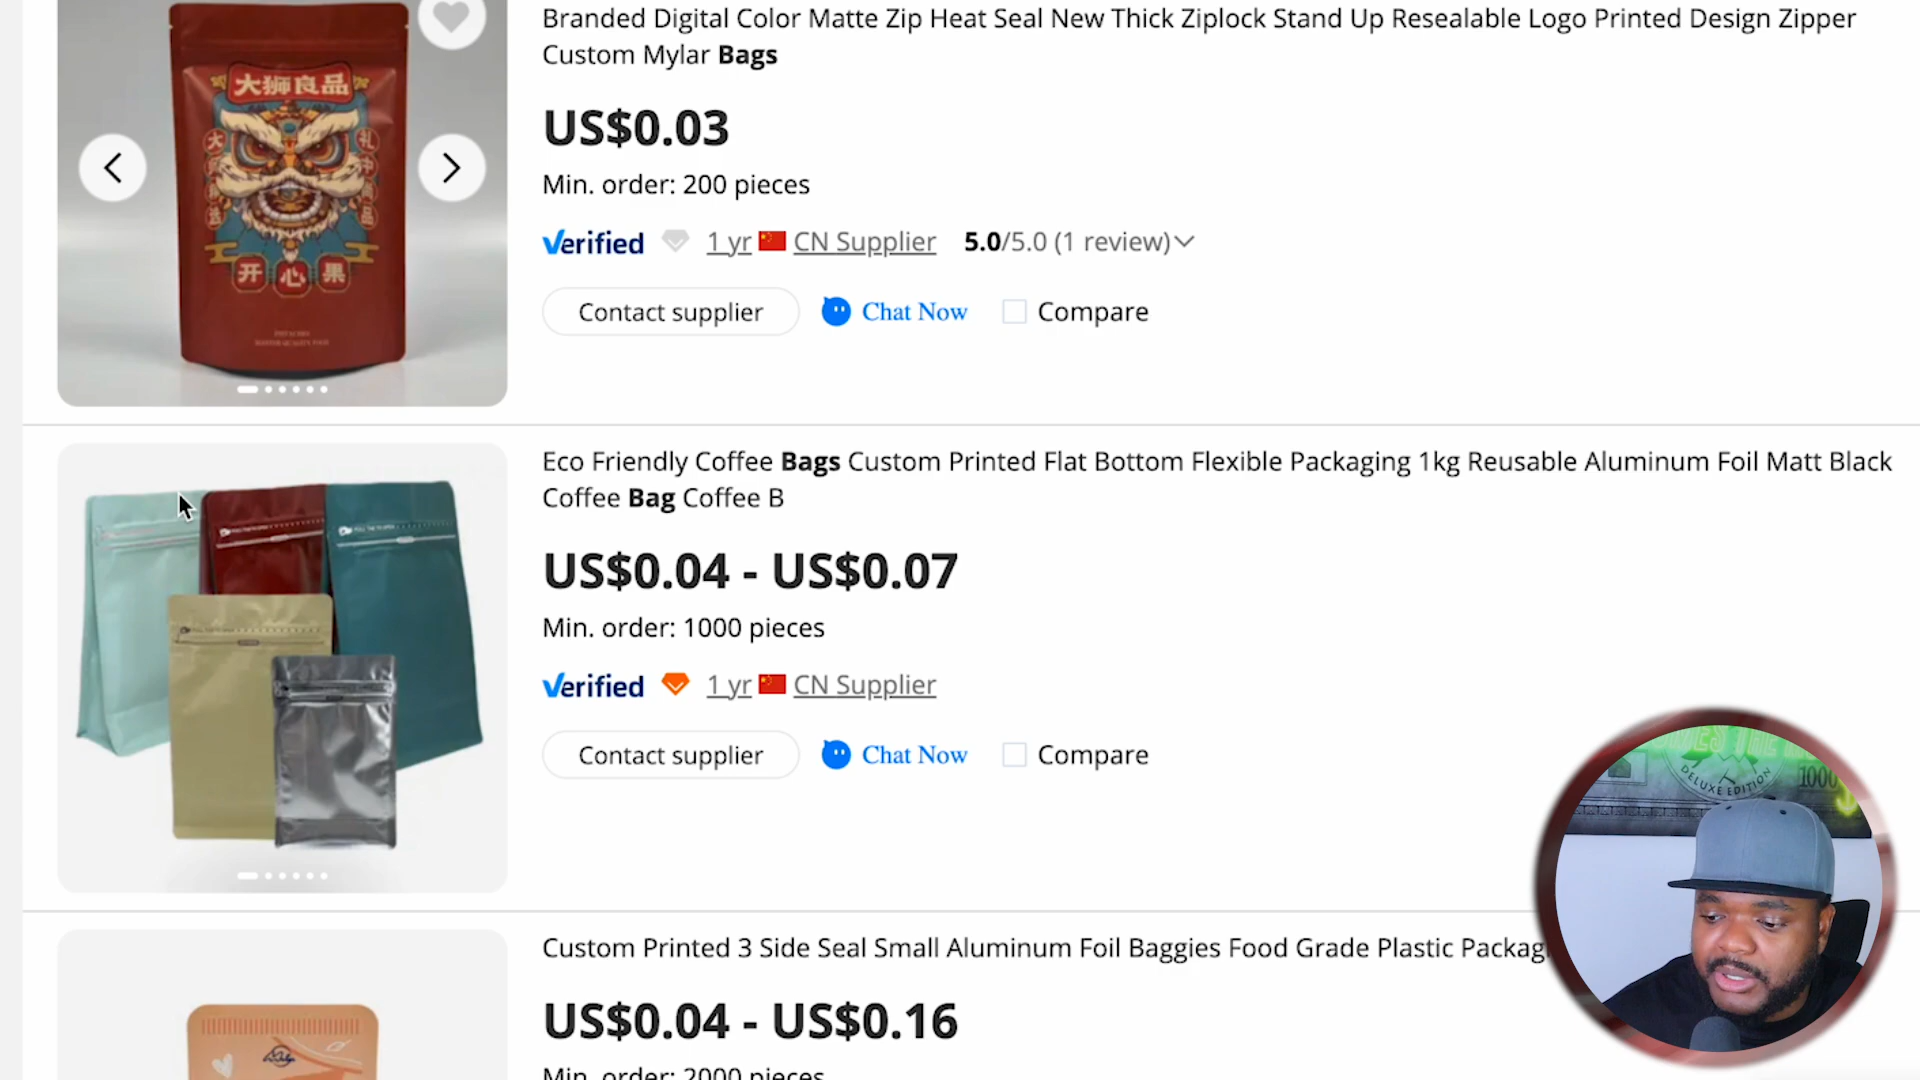 Branded Digital Color Matte Zip Heat Seal New Thick Ziplock Stand Up Resealable Logo Printed Design Zipper
Custom Mylar Bags
大狮良品
开心果
US$0.03
Min. order: 200 pieces
Verified 1 yr CN Supplier 5.0/5.0 (1 review)
Contact supplier Chat Now Compare
Eco Friendly Coffee Bags Custom Printed Flat Bottom Flexible Packaging 1kg Reusable Aluminum Foil Matt Black
Coffee Bag Coffee B
US$0.04 - US$0.07
Min. order: 1000 pieces
Verified 1 yr CN Supplier
Contact supplier Chat Now Compare
DELUXE EDITION
1000
Custom Printed 3 Side Seal Small Aluminum Foil Baggies Food Grade Plastic Packag
US$0.04 - US$0.16
Min. order: 2000 pieces